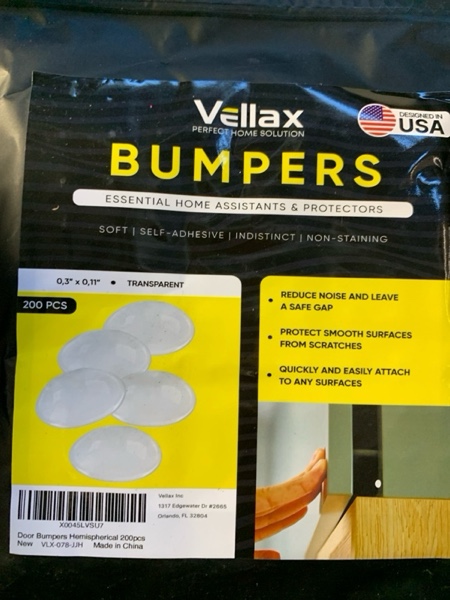 Vellax
PERFECT HOME SOLUTION
DESIGNED IN
USA
BUMPERS
ESSENTIAL HOME ASSISTANTS & PROTECTORS
SOFT | SELF-ADHESIVE | INDISTINCT | NON-STAINING
0,3" x 0,11" • TRANSPARENT
200 PCS
• REDUCE NOISE AND LEAVE
A SAFE GAP
• PROTECT SMOOTH SURFACES
FROM SCRATCHES
• QUICKLY AND EASILY ATTACH
TO ANY SURFACES
X0045LVSU7
Door Bumpers Hemispherical 200pcs
New VLX-078-JJH Made in China
Vellax Inc
1317 Edgewater Dr #2665
Orlando, FL 32804